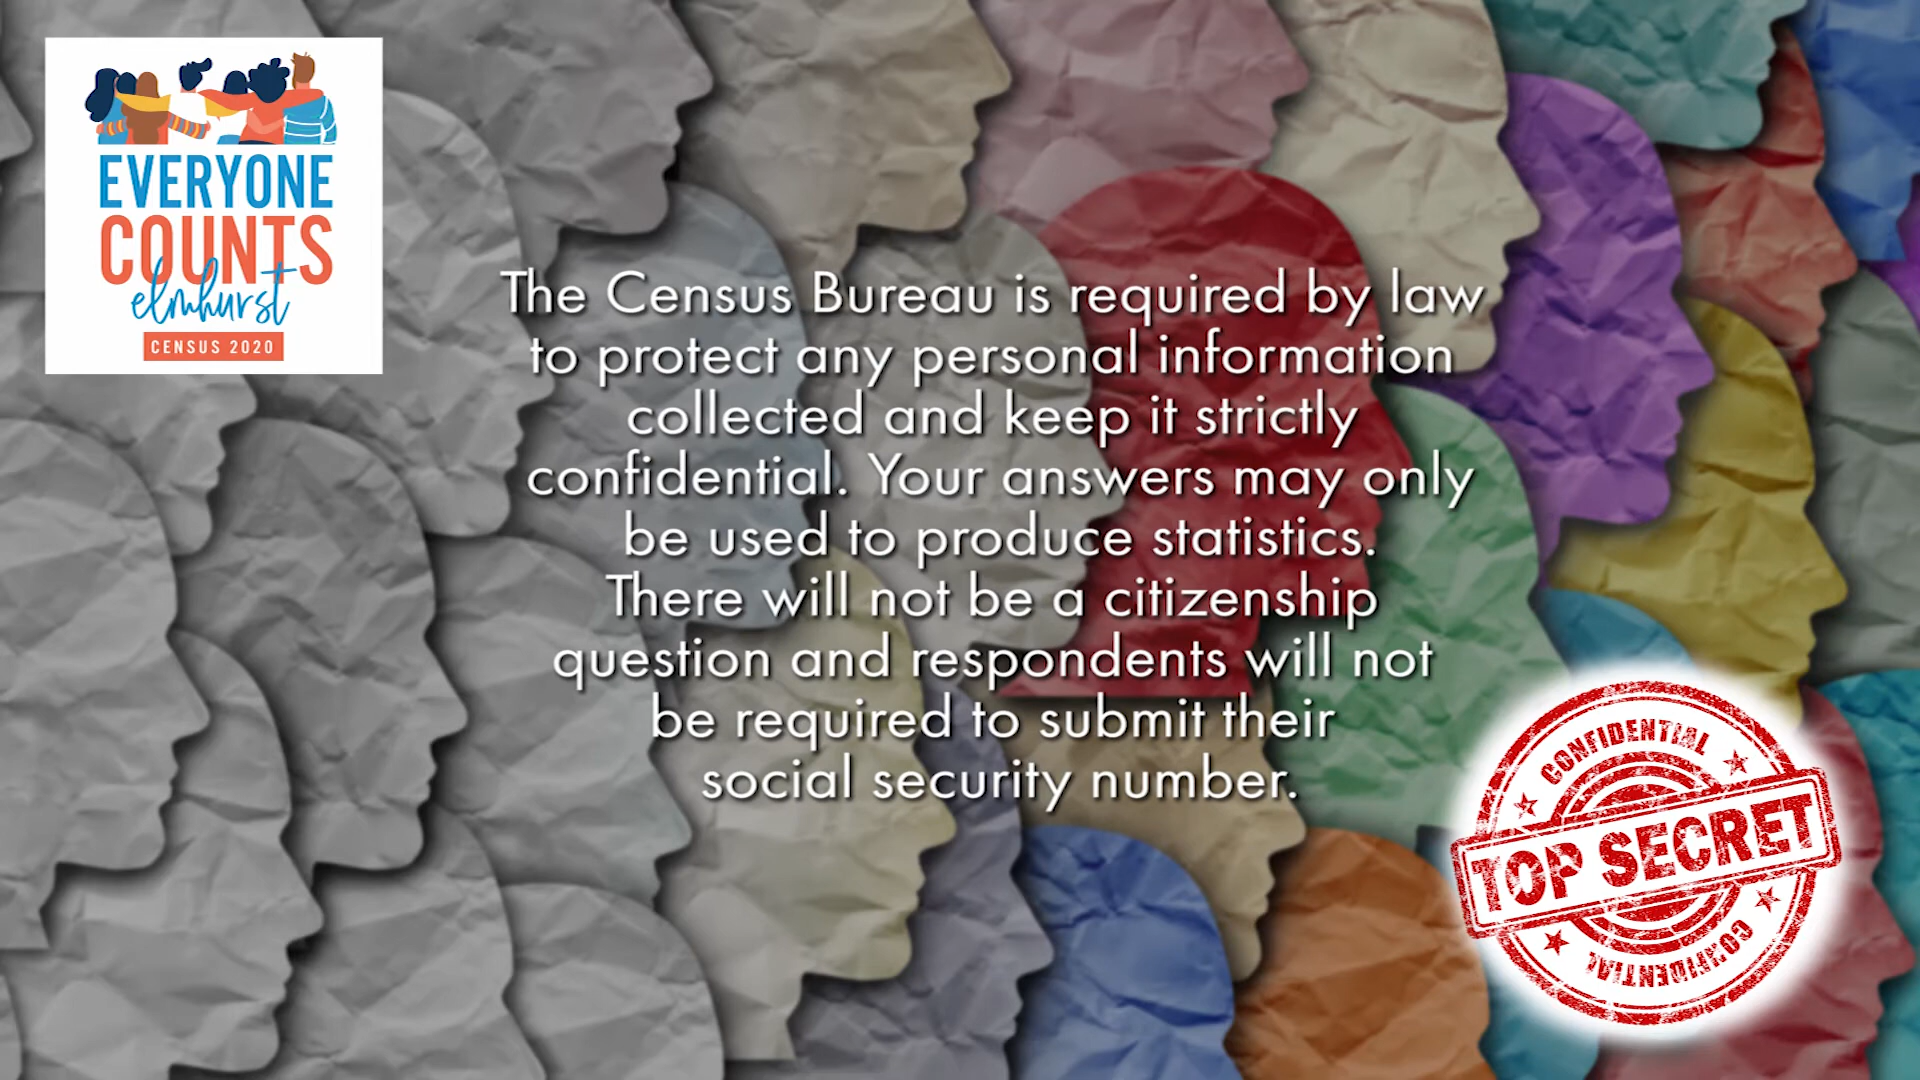 EVERYONE
COUNTS
elmhurst
CENSUS 2020
The Census Bureau is required by law
to protect any personal information
collected and keep it strictly
confidential. Your answers may only
be used to produce statistics.
There will not be a citizenship
question and respondents will not
be required to submit their
social security number.
CONFIDENTIAL
TOP SECRET
CONFIDENTIAL